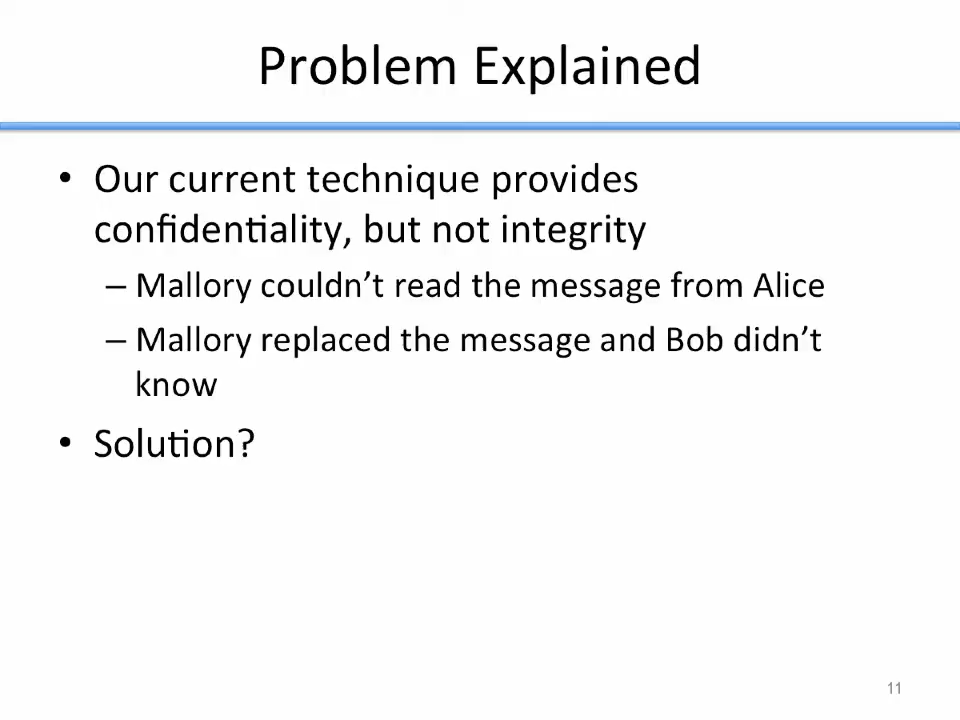 Problem Explained
• Our current technique provides
confidentiality, but not integrity
– Mallory couldn’t read the message from Alice
– Mallory replaced the message and Bob didn’t
know
• Solution?
11